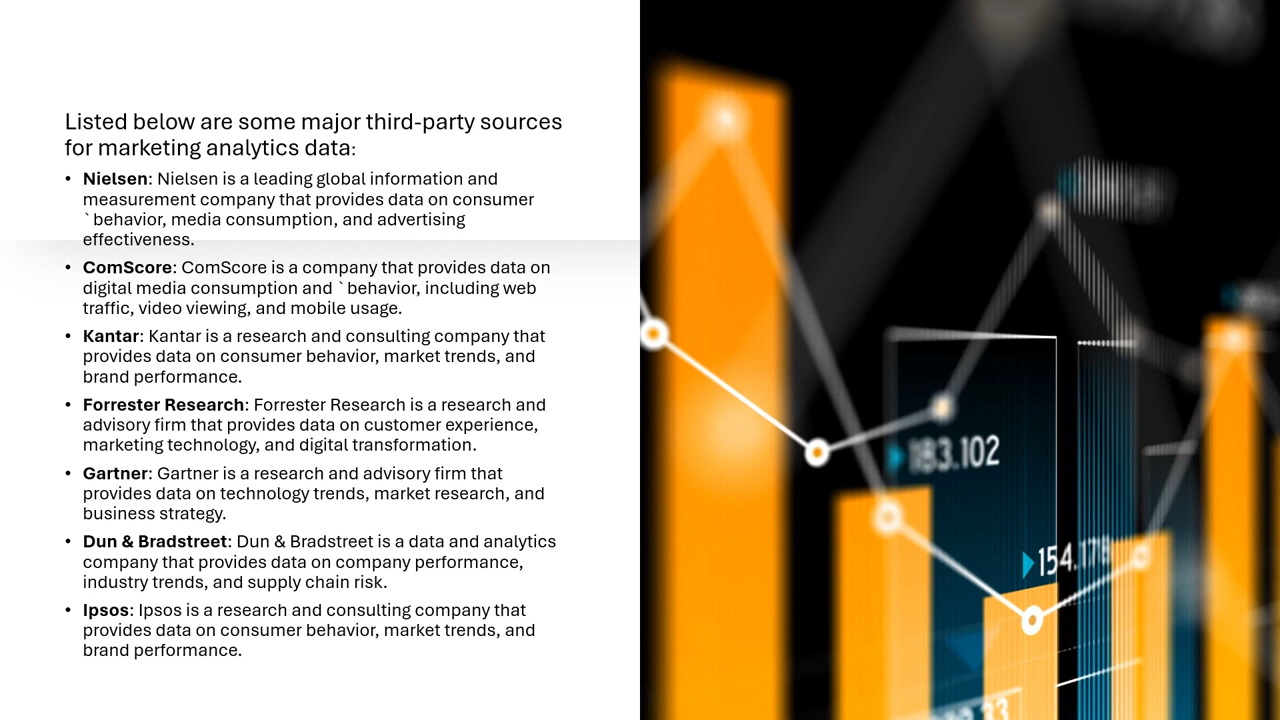 Listed below are some major third-party sources
for marketing analytics data:
• Nielsen: Nielsen is a leading global information and
measurement company that provides data on consumer
`behavior, media consumption, and advertising
effectiveness.
• ComScore: ComScore is a company that provides data on
digital media consumption and `behavior, including web
traffic, video viewing, and mobile usage.
• Kantar: Kantar is a research and consulting company that
provides data on consumer behavior, market trends, and
brand performance.
• Forrester Research: Forrester Research is a research and
advisory firm that provides data on customer experience,
marketing technology, and digital transformation.
• Gartner: Gartner is a research and advisory firm that
provides data on technology trends, market research, and
business strategy.
• Dun & Bradstreet: Dun & Bradstreet is a data and analytics
company that provides data on company performance,
industry trends, and supply chain risk.
• Ipsos: Ipsos is a research and consulting company that
provides data on consumer behavior, market trends, and
brand performance.
183.102
154.178